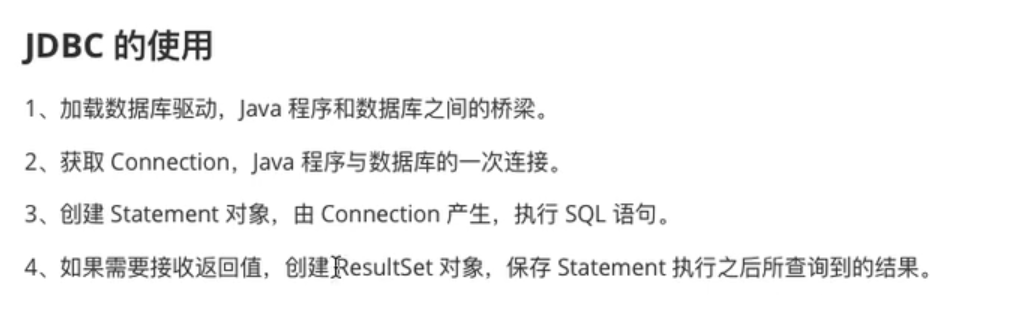 JDBC 的使用
1、加载数据库驱动，Java 程序和数据库之间的桥梁。
2、获取 Connection，Java 程序与数据库的一次连接。
3、创建 Statement 对象，由 Connection 产生，执行 SQL 语句。
4、如果需要接收返回值，创建 ResultSet 对象，保存 Statement 执行之后所查询到的结果。